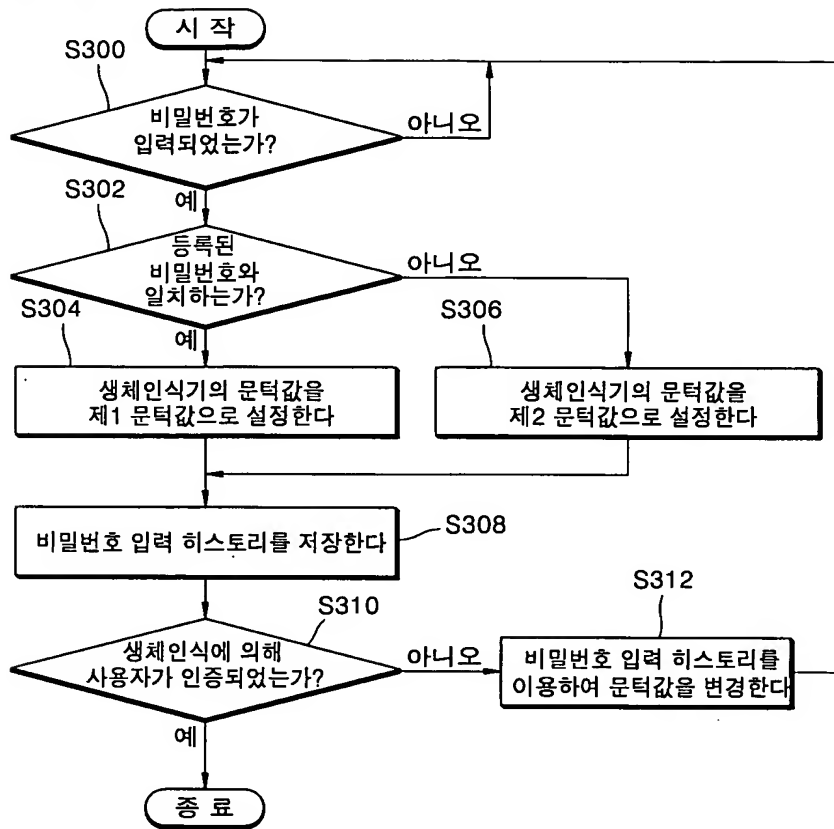 시 작
S300
비밀번호가
입력되었는가?
아니오
예
S302
등록된
비밀번호와
일치하는가?
아니오
예
S304
생체인식기의 문턱값을
제1 문턱값으로 설정한다
S306
생체인식기의 문턱값을
제2 문턱값으로 설정한다
비밀번호 입력 히스토리를 저장한다
S308
S310
생체인식에 의해
사용자가 인증되었는가?
아니오
예
S312
비밀번호 입력 히스토리를
이용하여 문턱값을 변경한다
종 료